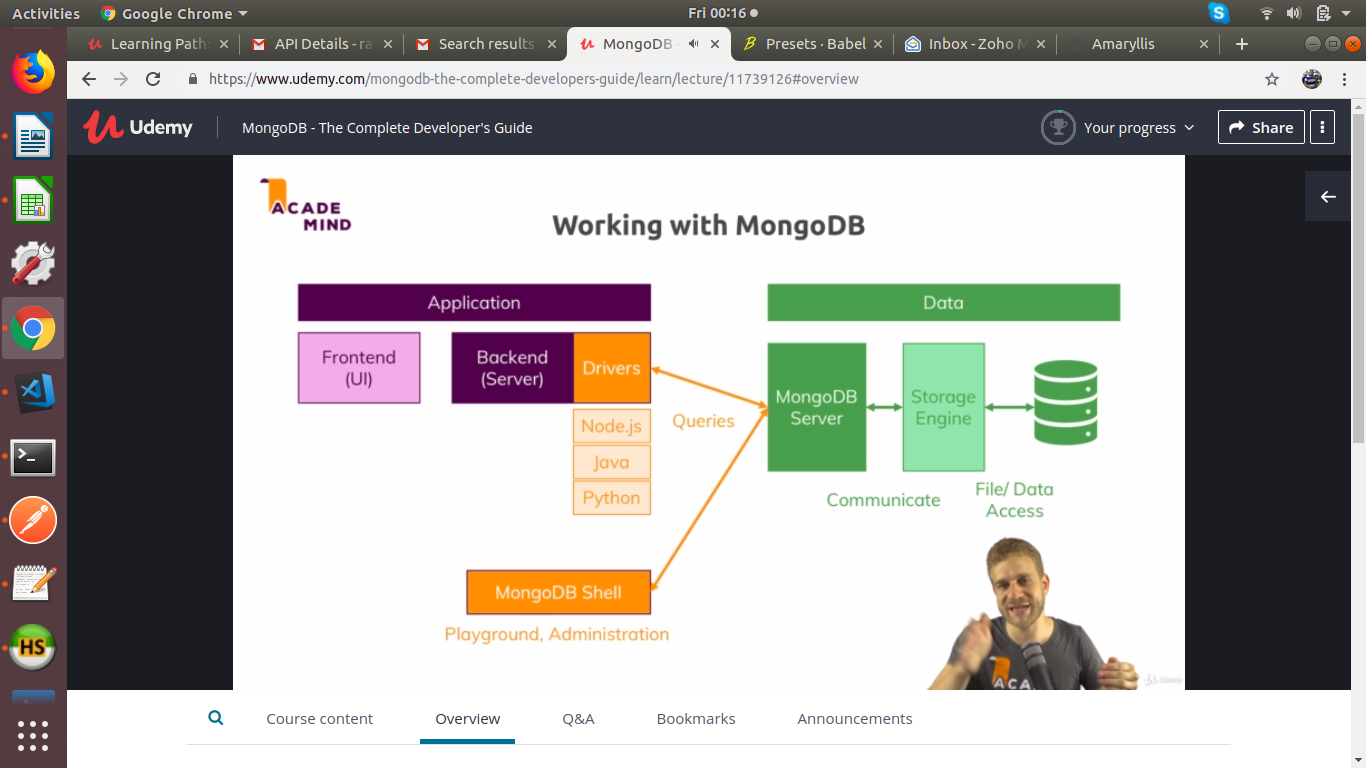 Activities
Google Chrome
Fri 00:16
Learning Path
API Details - ra
Search results
MongoDB -
Presets · Babel
Inbox - Zoho M
Amaryllis
https://www.udemy.com/mongodb-the-complete-developers-guide/learn/lecture/11739126#overview
Udemy
MongoDB - The Complete Developer's Guide
Your progress
Share
ACADE
MIND
Working with MongoDB
Application
Data
Frontend
(UI)
Backend
(Server)
Drivers
Node.js
Java
Python
Queries
MongoDB
Server
Storage
Engine
Communicate
File/ Data
Access
MongoDB Shell
Playground, Administration
ACA
Udemy
HS
Course content
Overview
Q&A
Bookmarks
Announcements